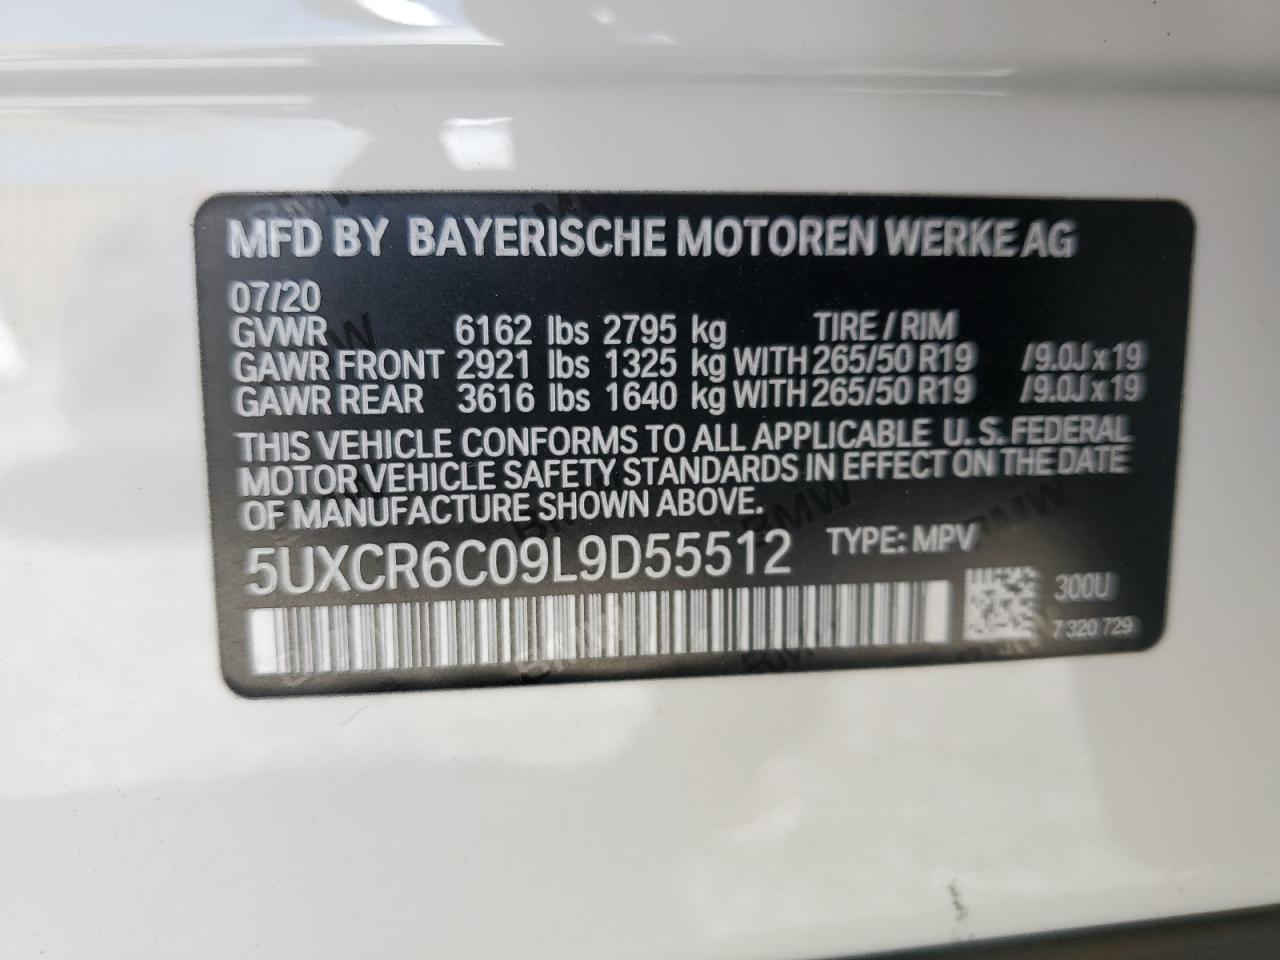 MFD BY BAYERISCHE MOTOREN WERKE AG
07/20
GVWR 6162 lbs 2795 kg TIRE / RIM
GAWR FRONT 2921 lbs 1325 kg WITH 265/50 R19 /9.0J x 19
GAWR REAR 3616 lbs 1640 kg WITH 265/50 R19 /9.0J x 19
THIS VEHICLE CONFORMS TO ALL APPLICABLE U.S. FEDERAL
MOTOR VEHICLE SAFETY STANDARDS IN EFFECT ON THE DATE
OF MANUFACTURE SHOWN ABOVE.
5UXCR6C09L9D55512 TYPE: MPV
300U
7 320 729